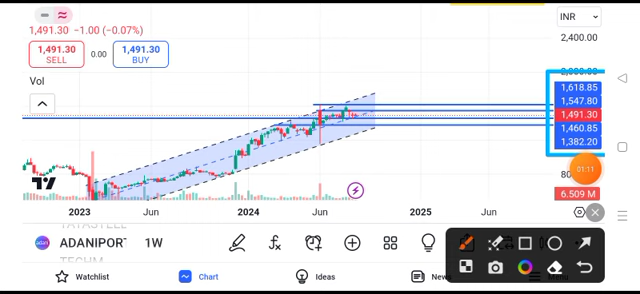 INR
1,491.30 −1.00 (−0.07%)
2,400.00
1,491.30
SELL
0.00
1,491.30
BUY
Vol
1,618.85
1,547.80
1,491.30
1,460.85
1,382.20
01:11
6.509 M
2023
Jun
2024
Jun
2025
Jun
ADANIPORT
1W
TECHM
Watchlist
Chart
Ideas
News
Menu